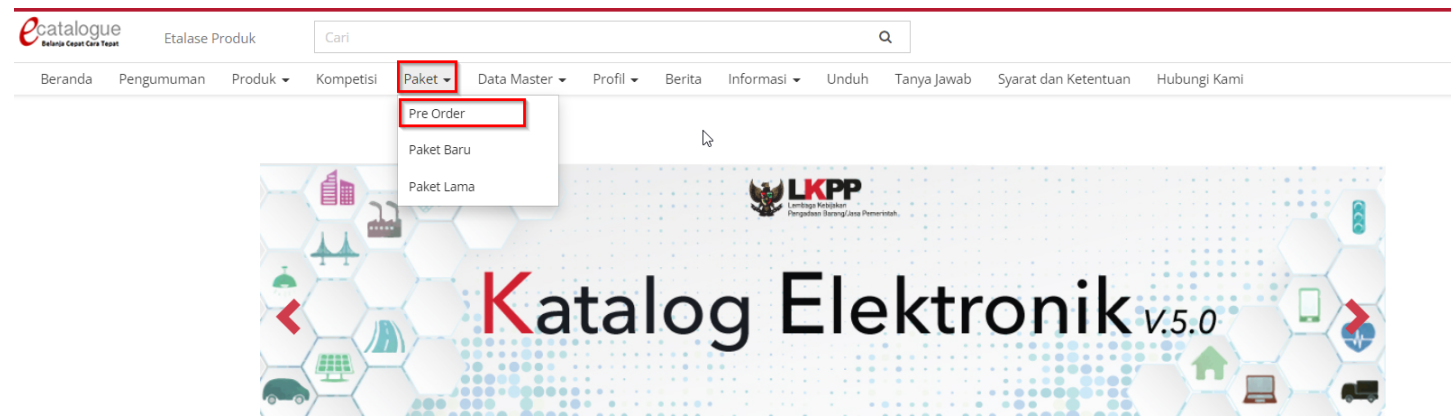 ecatalogue
Belanja Cepat Cara Tepat
Etalase Produk
Cari
Beranda Pengumuman Produk Kompetisi Paket Data Master Profil Berita Informasi Unduh Tanya Jawab Syarat dan Ketentuan Hubungi Kami
Pre Order
Paket Baru
Paket Lama
LKPP
Lembaga Kebijakan
Pengadaan Barang/Jasa Pemerintah
Katalog Elektronik V.5.0